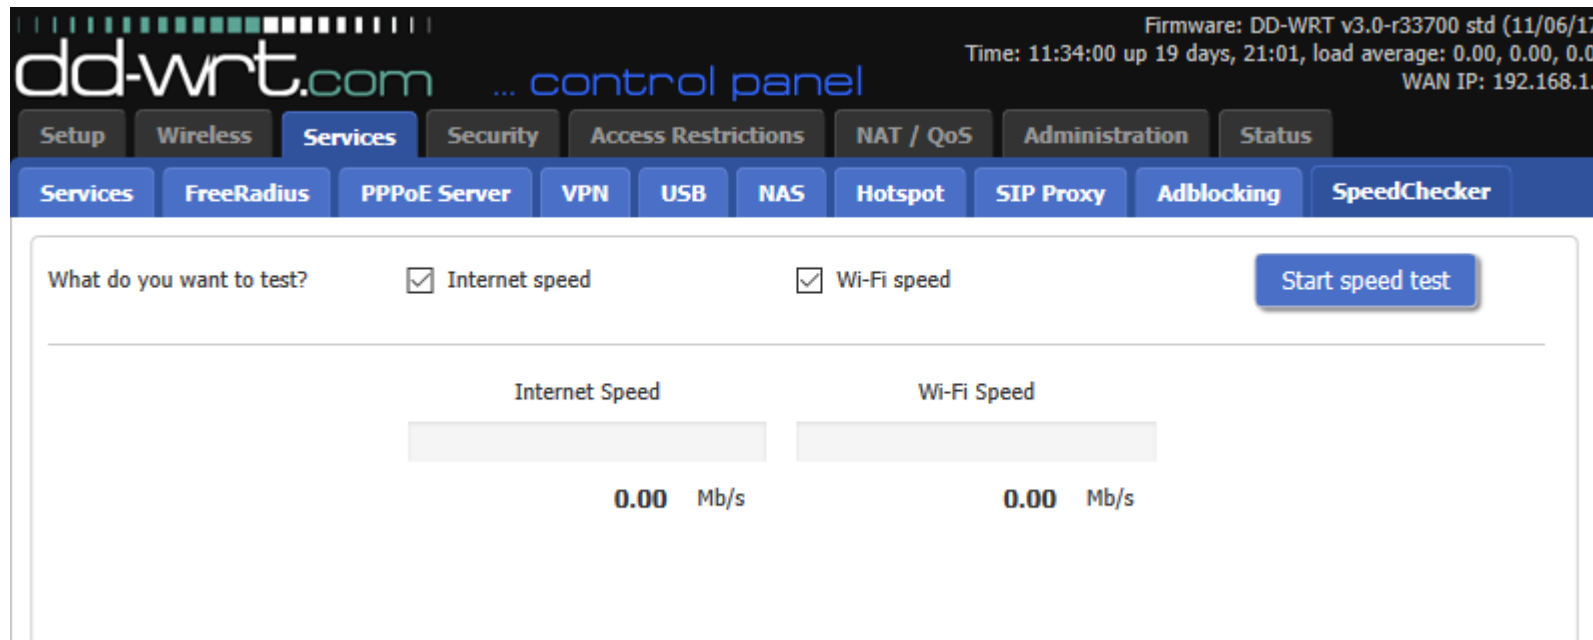 Firmware: DD-WRT v3.0-r33700 std (11/06/17
Time: 11:34:00 up 19 days, 21:01, load average: 0.00, 0.00, 0.0
WAN IP: 192.168.1.
dd-wrt.com ... control panel
Setup Wireless Services Security Access Restrictions NAT / QoS Administration Status
Services FreeRadius PPPoE Server VPN USB NAS Hotspot SIP Proxy Adblocking SpeedChecker
What do you want to test? Internet speed Wi-Fi speed Start speed test
Internet Speed Wi-Fi Speed
0.00 Mb/s 0.00 Mb/s